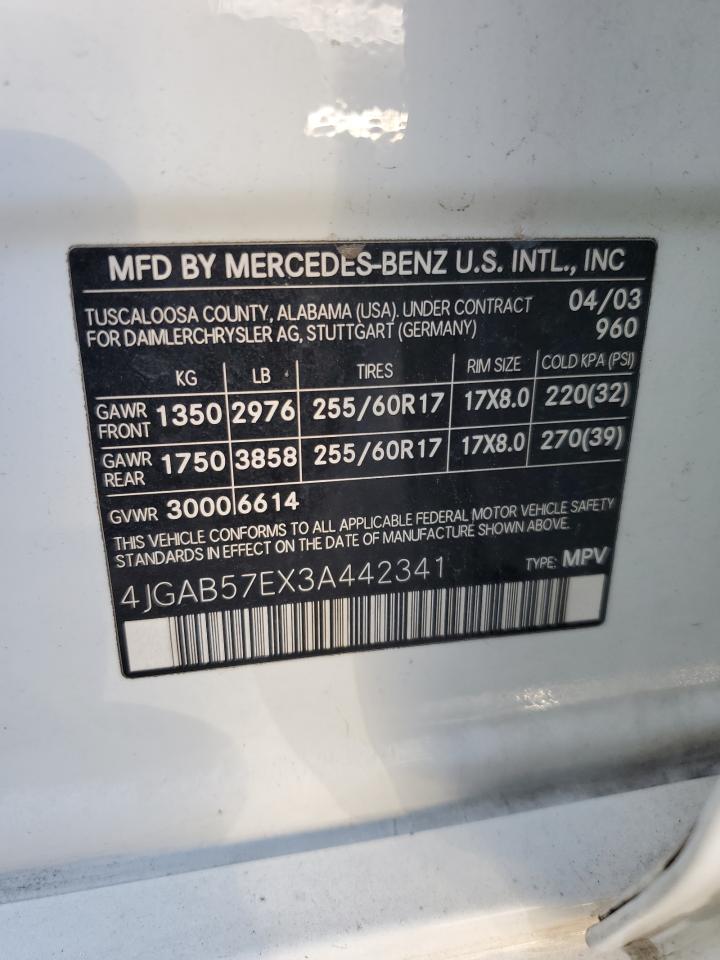 MFD BY MERCEDES-BENZ U.S. INTL., INC
TUSCALOOSA COUNTY, ALABAMA (USA). UNDER CONTRACT 04/03
FOR DAIMLERCHRYSLER AG, STUTTGART (GERMANY) 960
KG LB TIRES RIM SIZE COLD KPA (PSI)
GAWR FRONT 1350 2976 255/60R17 17X8.0 220(32)
GAWR REAR 1750 3858 255/60R17 17X8.0 270(39)
GVWR 3000 6614
THIS VEHICLE CONFORMS TO ALL APPLICABLE FEDERAL MOTOR VEHICLE SAFETY
STANDARDS IN EFFECT ON THE DATE OF MANUFACTURE SHOWN ABOVE.
4JGAB57EX3A442341 TYPE: MPV